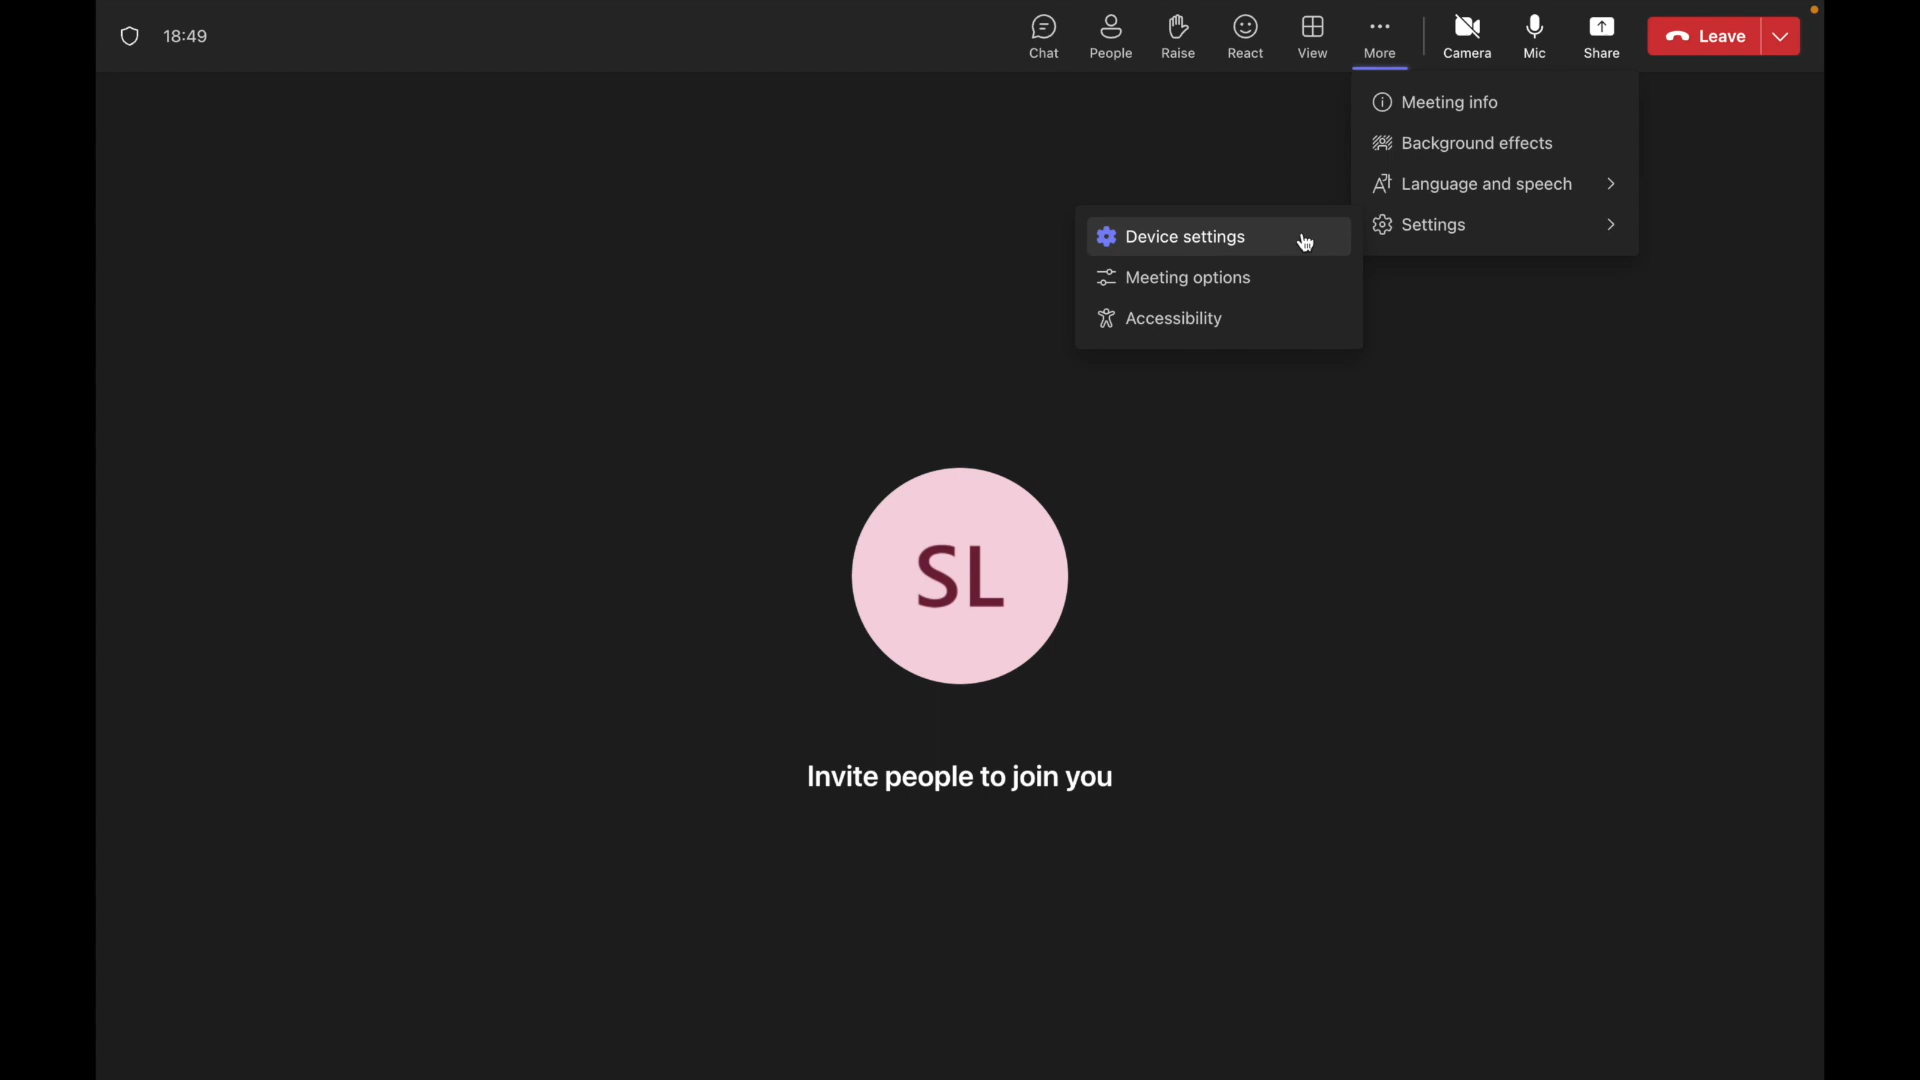 18:49
Chat
People
Raise
React
View
More
Camera
Mic
Share
Leave
Meeting info
Background effects
Language and speech
Settings
Device settings
Meeting options
Accessibility
SL
Invite people to join you